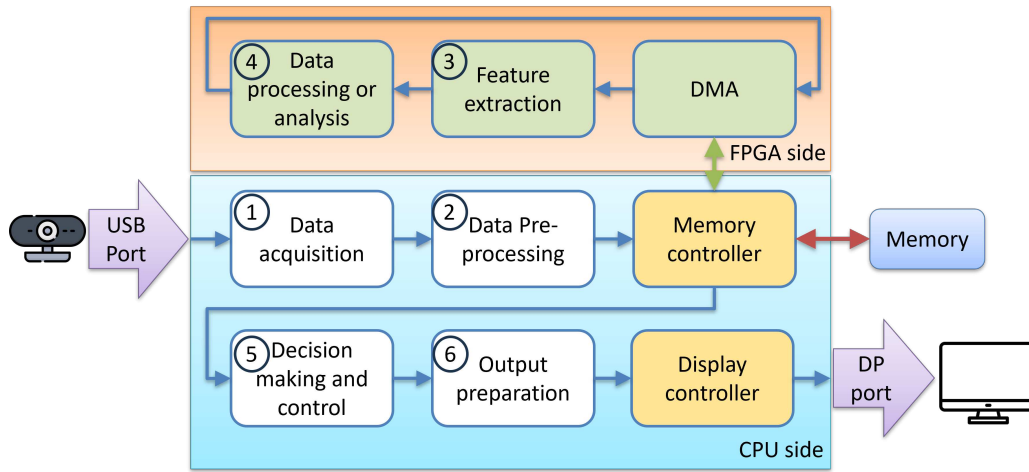 4
Data
processing or
analysis
3
Feature
extraction
DMA
FPGA side
USB
Port
1
Data
acquisition
2
Data Pre-
processing
Memory
controller
Memory
5
Decision
making and
control
6
Output
preparation
Display
controller
DP
port
CPU side